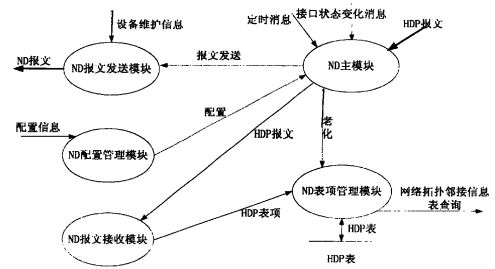 设备维护信息
定时消息
接口状态变化消息
HDP报文
ND报文
ND报文发送模块
报文发送
ND主模块
配置信息
配置
ND配置管理模块
HDP报文
老化
ND表项管理模块
网络拓扑邻接信息
表查询
HDP表项
ND报文接收模块
HDP表
HDP表